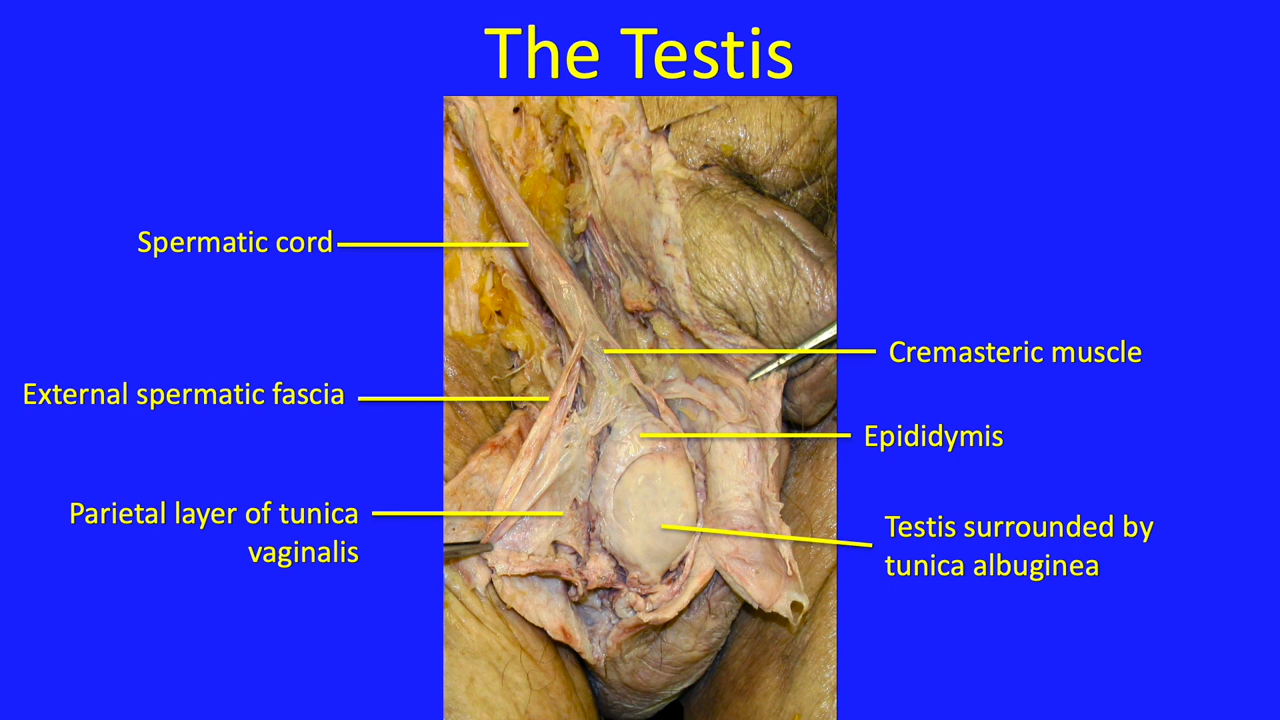 The Testis
Spermatic cord
Cremasteric muscle
External spermatic fascia
Epididymis
Parietal layer of tunica
vaginalis
Testis surrounded by
tunica albuginea